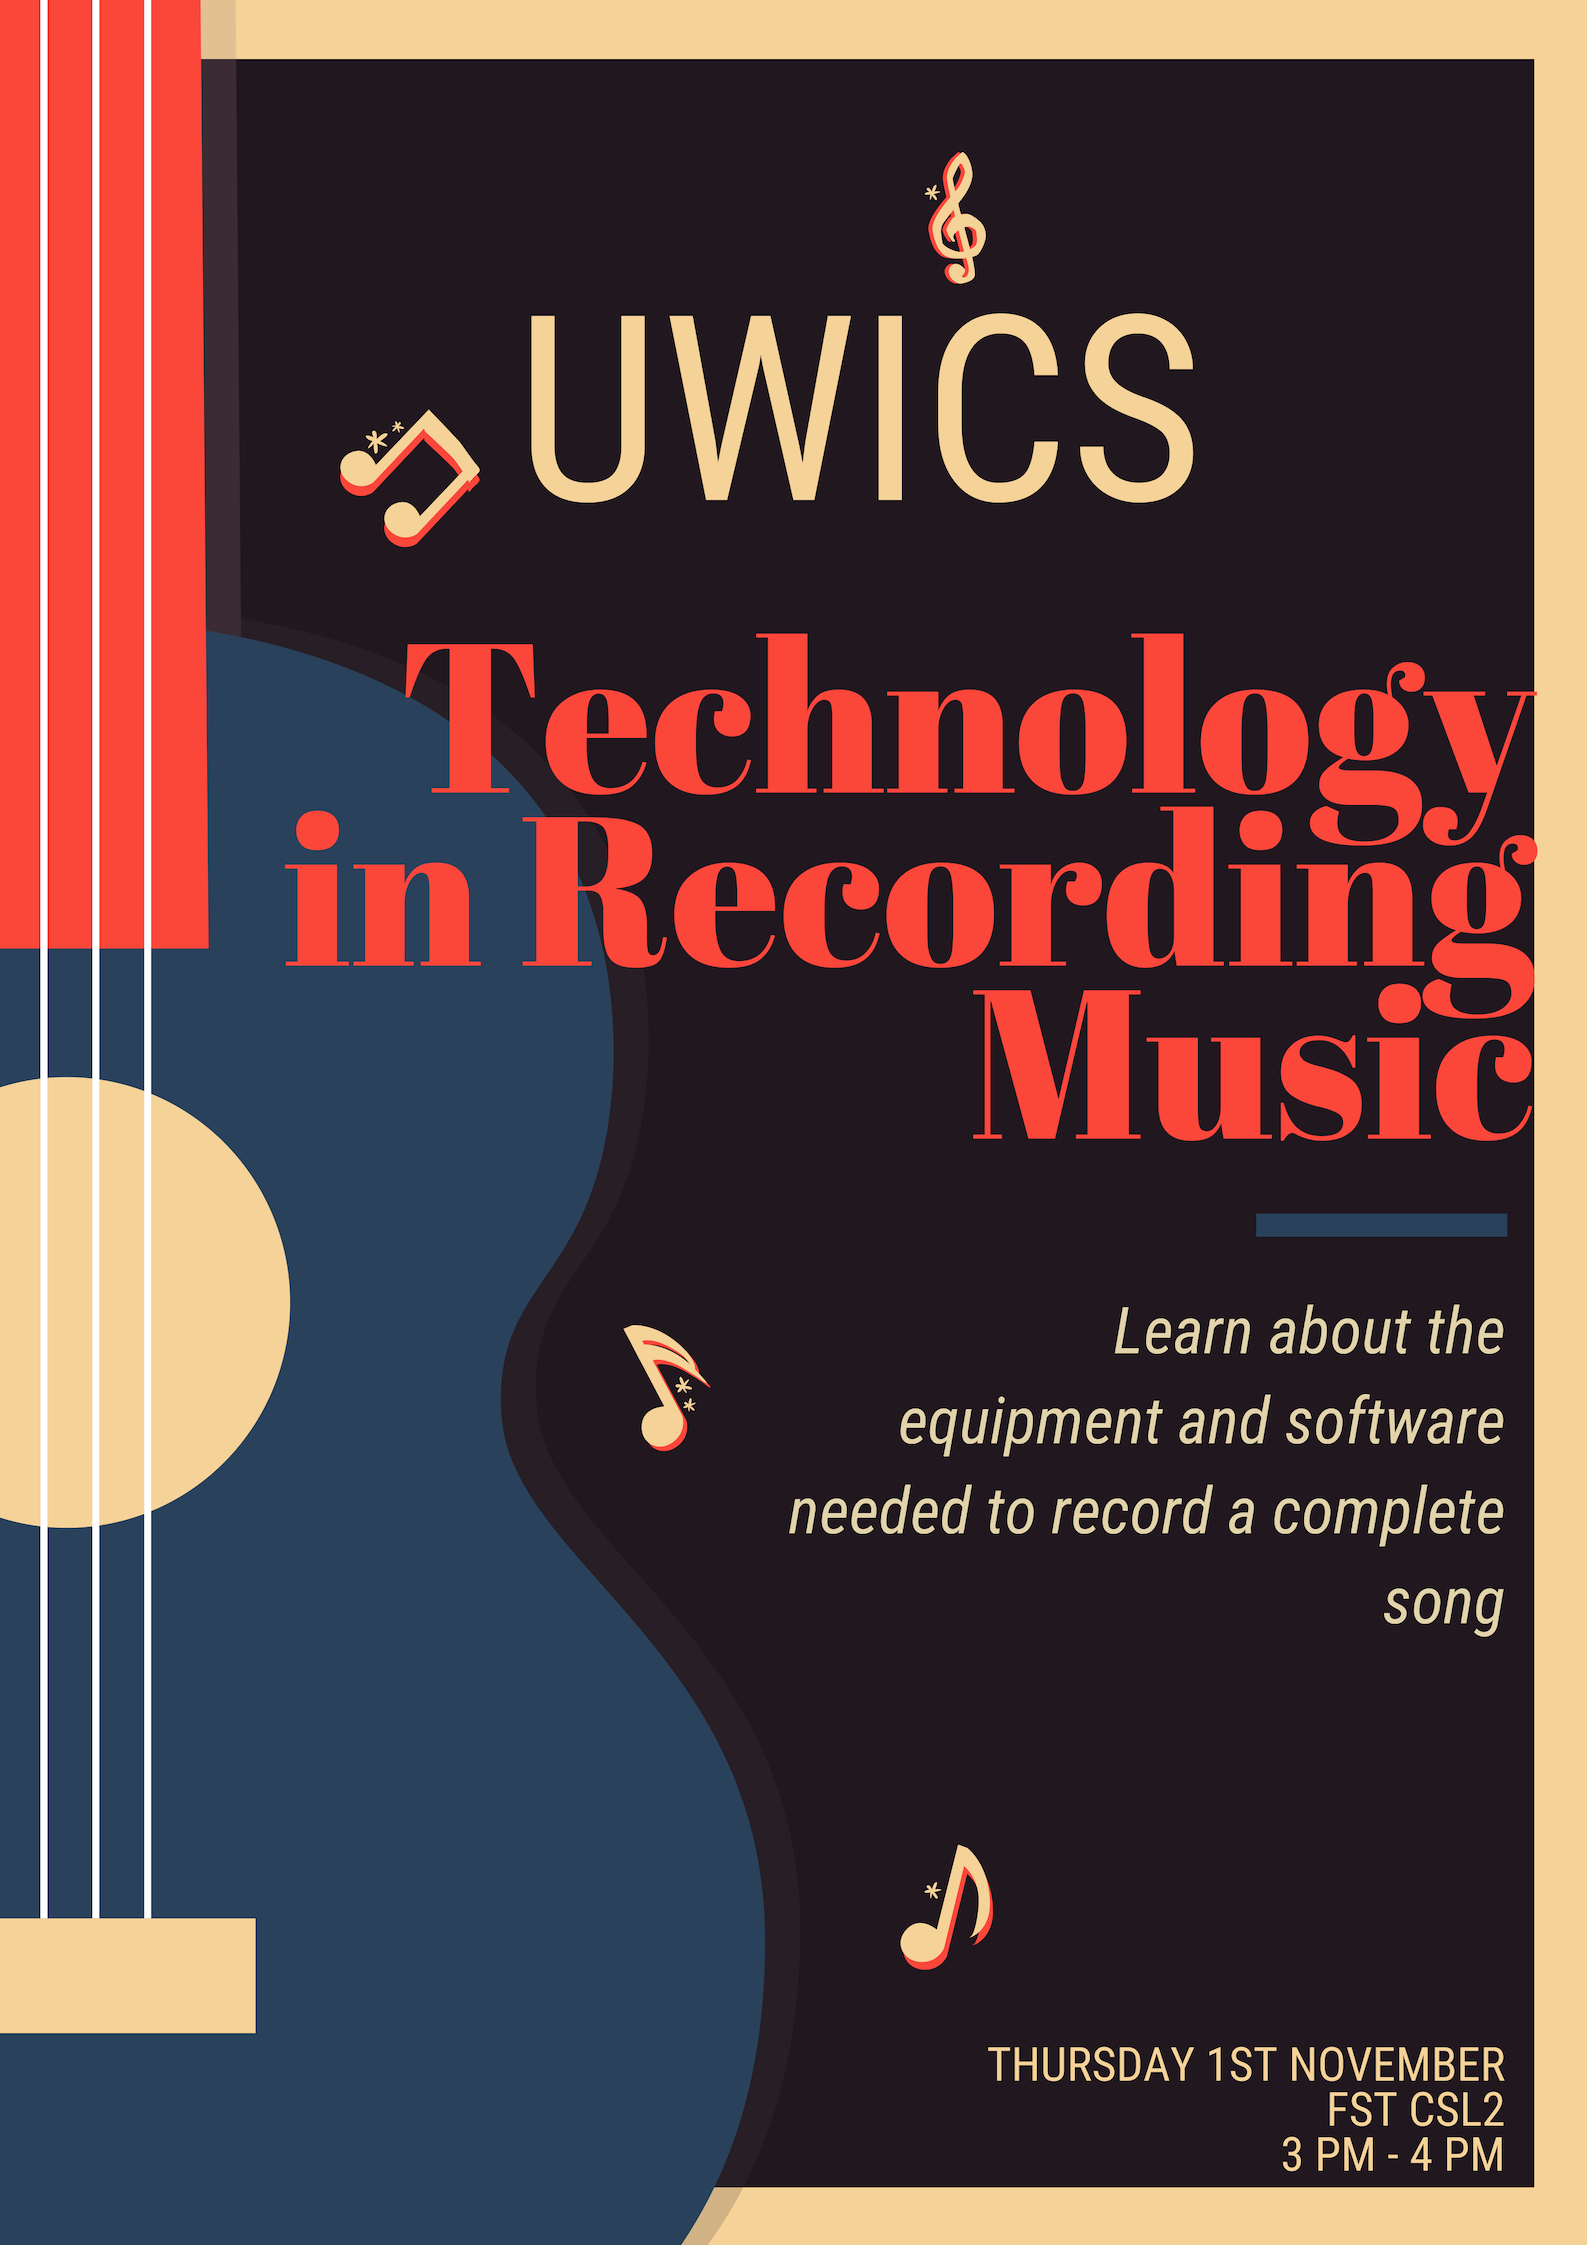 UWICS
Technology
in Recording
Music
Learn about the
equipment and software
needed to record a complete
song
THURSDAY 1ST NOVEMBER
FST CSL2
3 PM - 4 PM